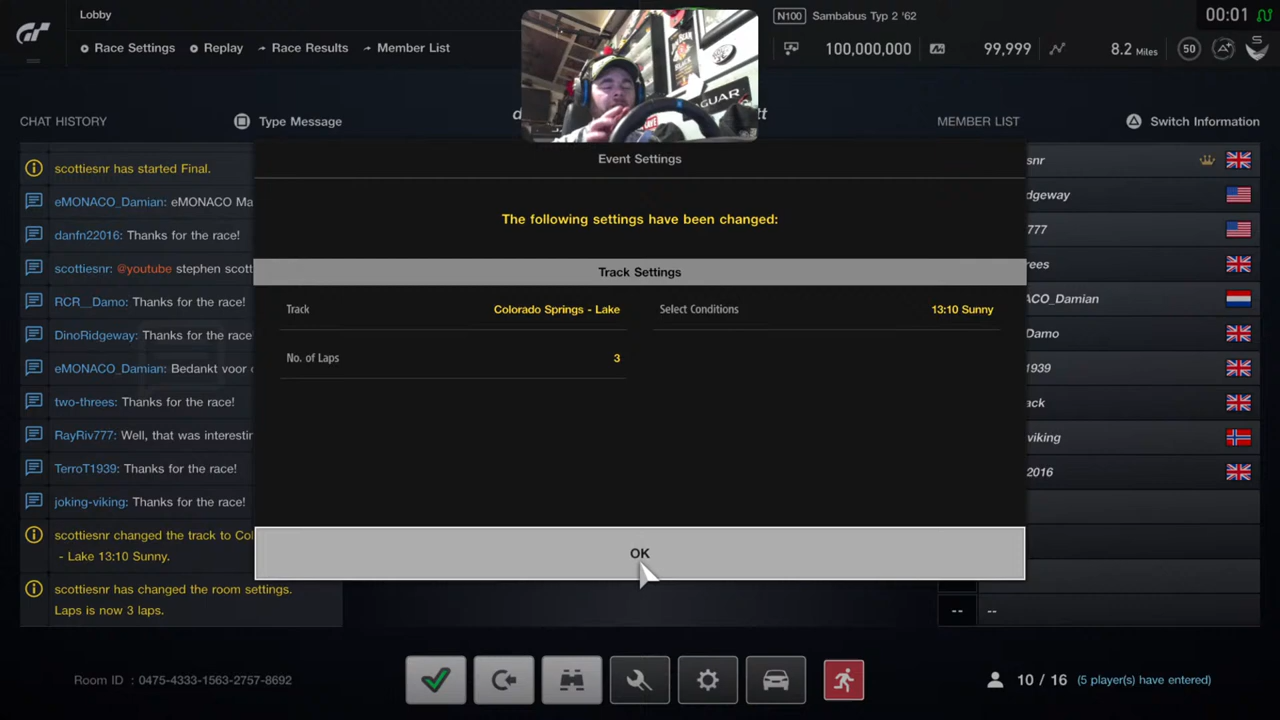 Lobby
N100 Sambabus Typ 2 '62
00:01
Race Settings Replay Race Results Member List
100,000,000 99,999 8.2 Miles 50 S
JAGUAR
CHAT HISTORY Type Message
MEMBER LIST Switch Information
Event Settings
The following settings have been changed:
Track Settings
Track Colorado Springs - Lake
Select Conditions 13:10 Sunny
No. of Laps 3
OK
scottiesnr has started Final.
eMONACO_Damian: eMONACO Ma
danfn22016: Thanks for the race!
scottiesnr: @youtube stephen scott
RCR__Damo: Thanks for the race!
DinoRidgeway: Thanks for the race
eMONACO_Damian: Bedankt voor
two-threes: Thanks for the race!
RayRiv777: Well, that was interestin
TerroT1939: Thanks for the race!
joking-viking: Thanks for the race!
scottiesnr changed the track to Col
- Lake 13:10 Sunny.
scottiesnr has changed the room settings.
Laps is now 3 laps.
snr
dgeway
777
rees
ACO_Damian
Damo
1939
ack
viking
2016
-- --
Room ID : 0475-4333-1563-2757-8692
10 / 16 (5 player(s) have entered)